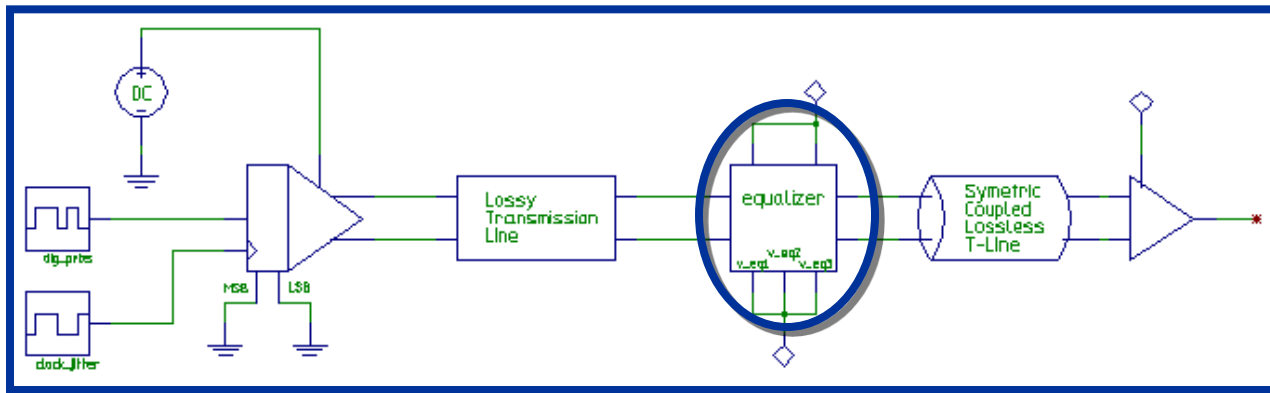 DC
dig_prbs
clock_jitter
MSB
LSB
Lossy
Transmission
Line
equalizer
v_eq1
v_eq2
v_eq3
Symetric
Coupled
Lossless
T-Line